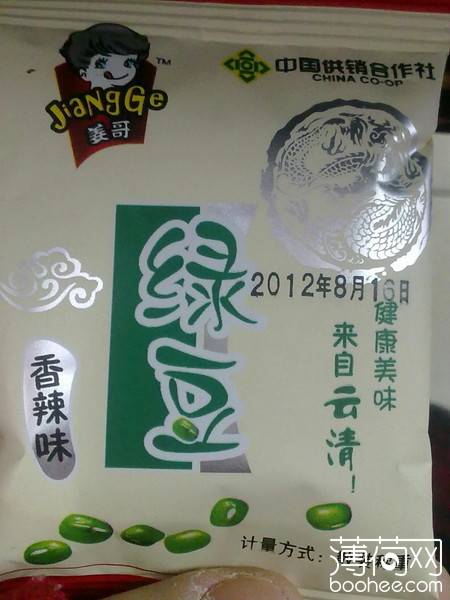 JiangGe
TM
姜哥
中国供销合作社
CHINA CO-OP
绿豆
2012年8月16日
健康美味
来自云清!
香辣味
计量方式:
薄荷网
boohee.com